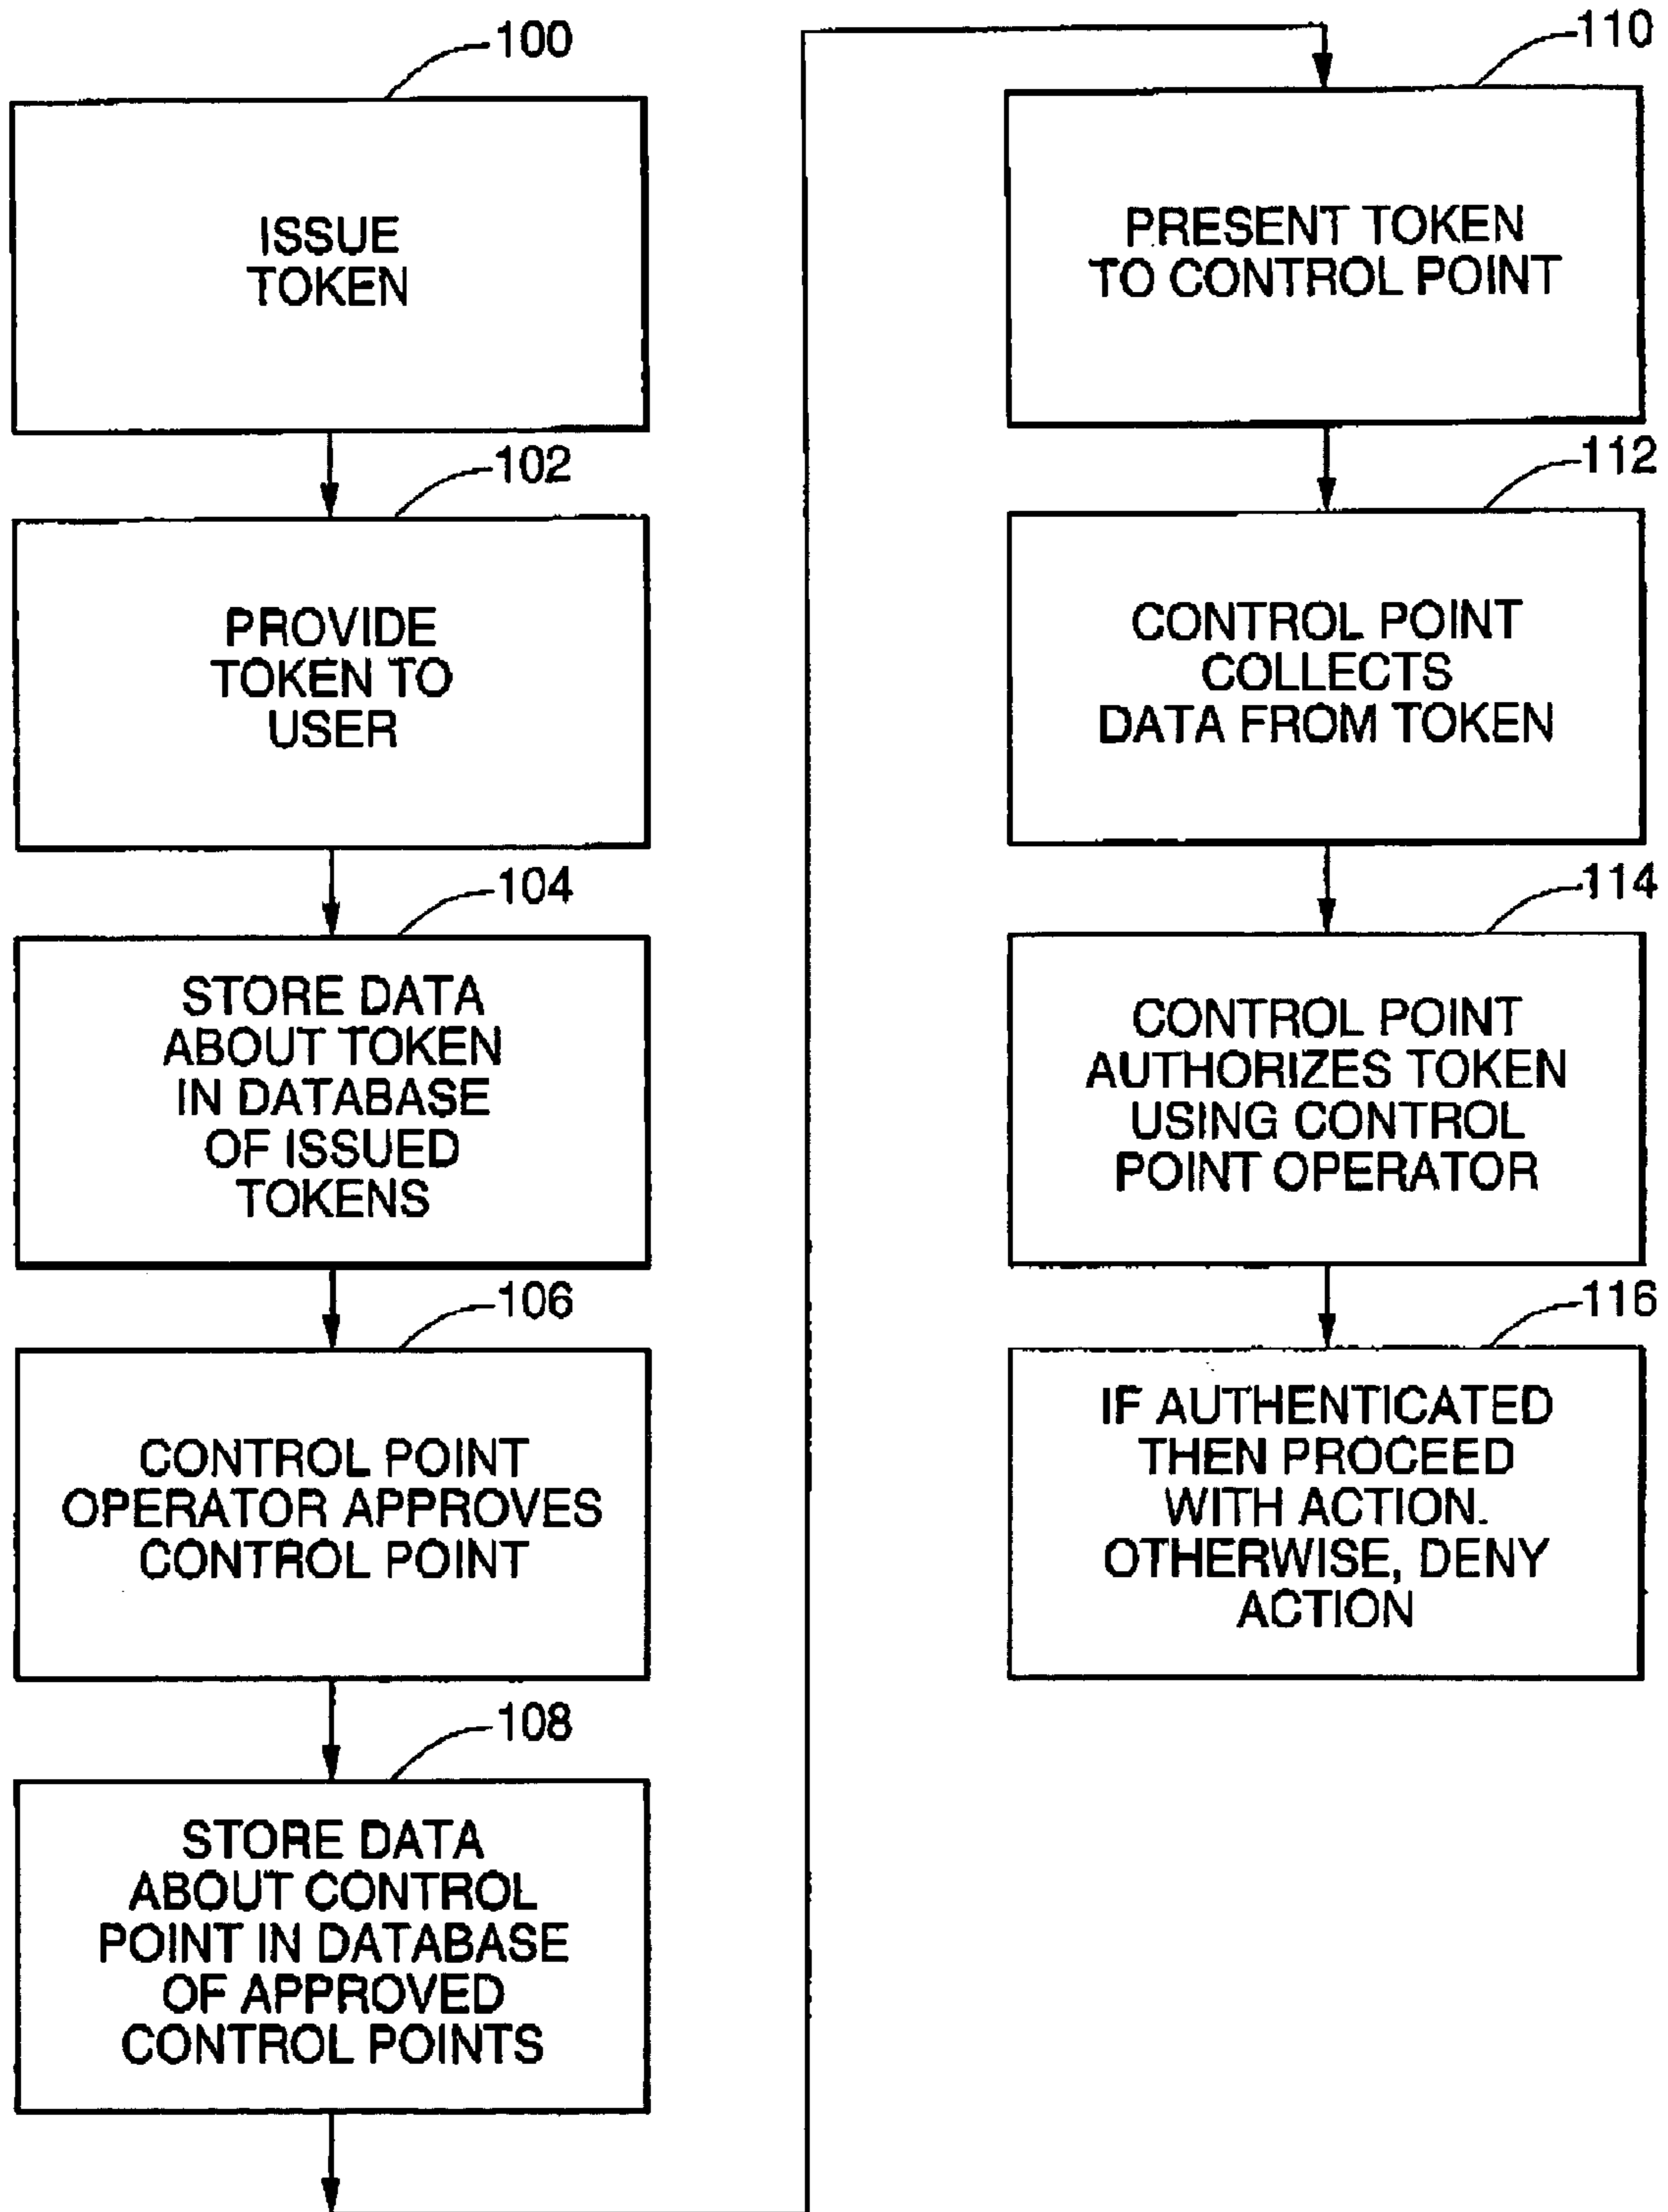 100
ISSUE
TOKEN
102
PROVIDE
TOKEN TO
USER
104
STORE DATA
ABOUT TOKEN
IN DATABASE
OF ISSUED
TOKENS
106
CONTROL POINT
OPERATOR APPROVES
CONTROL POINT
108
STORE DATA
ABOUT CONTROL
POINT IN DATABASE
OF APPROVED
CONTROL POINTS
110
PRESENT TOKEN
TO CONTROL POINT
112
CONTROL POINT
COLLECTS
DATA FROM TOKEN
114
CONTROL POINT
AUTHORIZES TOKEN
USING CONTROL
POINT OPERATOR
116
IF AUTHENTICATED
THEN PROCEED
WITH ACTION.
OTHERWISE, DENY
ACTION